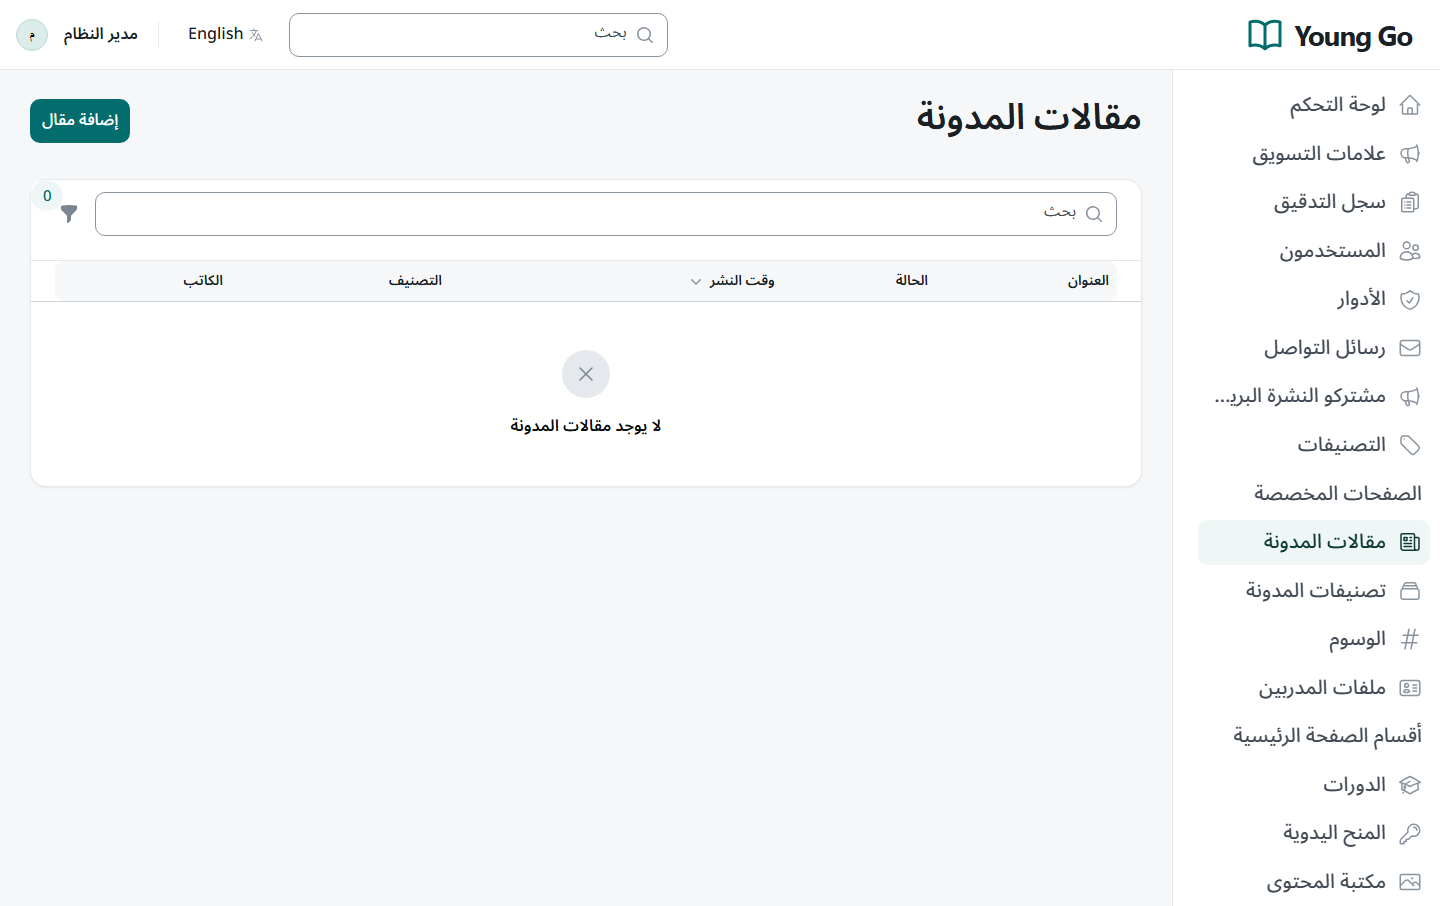 Young Go
بحث
English
مدير النظام
م
لوحة التحكم
علامات التسويق
سجل التدقيق
المستخدمون
الأدوار
رسائل التواصل
مشتركو النشرة البريـ...
التصنيفات
الصفحات المخصصة
مقالات المدونة
تصنيفات المدونة
الوسوم
ملفات المدربين
أقسام الصفحة الرئيسية
الدورات
المنح اليدوية
مكتبة المحتوى
مقالات المدونة
إضافة مقال
بحث
0
العنوان الحالة وقت النشر التصنيف الكاتب
لا يوجد مقالات المدونة